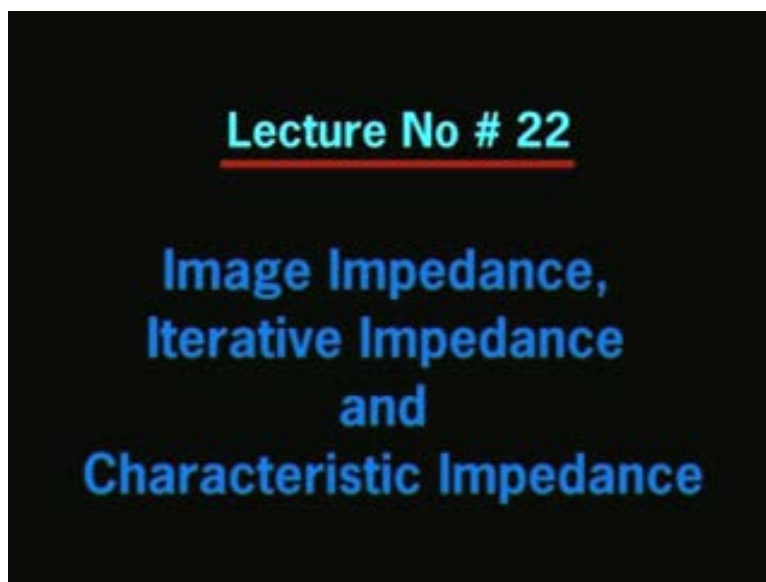 Lecture No # 22
Image Impedance,
Iterative Impedance
and
Characteristic Impedance